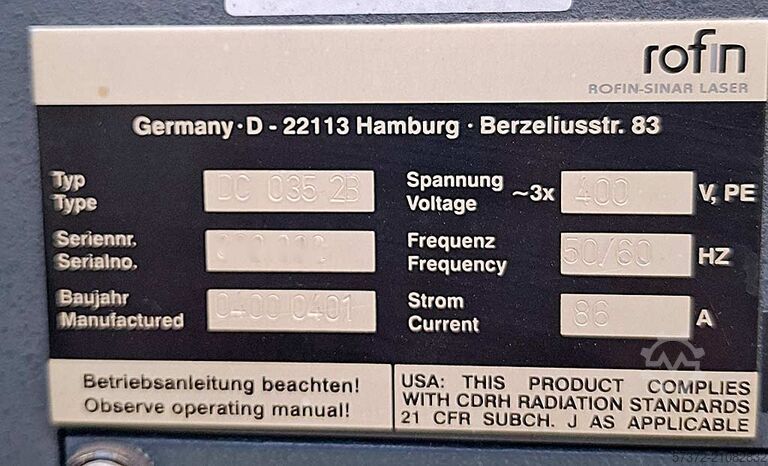 rofin
ROFIN-SINAR LASER
Germany·D - 22113 Hamburg · Berzeliusstr. 83
Typ
Type
DC 035 2B
Spannung
Voltage
~3x
400
V, PE
Seriennr.
Serialno.
Frequenz
Frequency
50/60
HZ
Baujahr
Manufactured
0400 0401
Strom
Current
86
A
Betriebsanleitung beachten!
Observe operating manual!
USA: THIS PRODUCT COMPLIES
WITH CDRH RADIATION STANDARDS
21 CFR SUBCH. J AS APPLICABLE